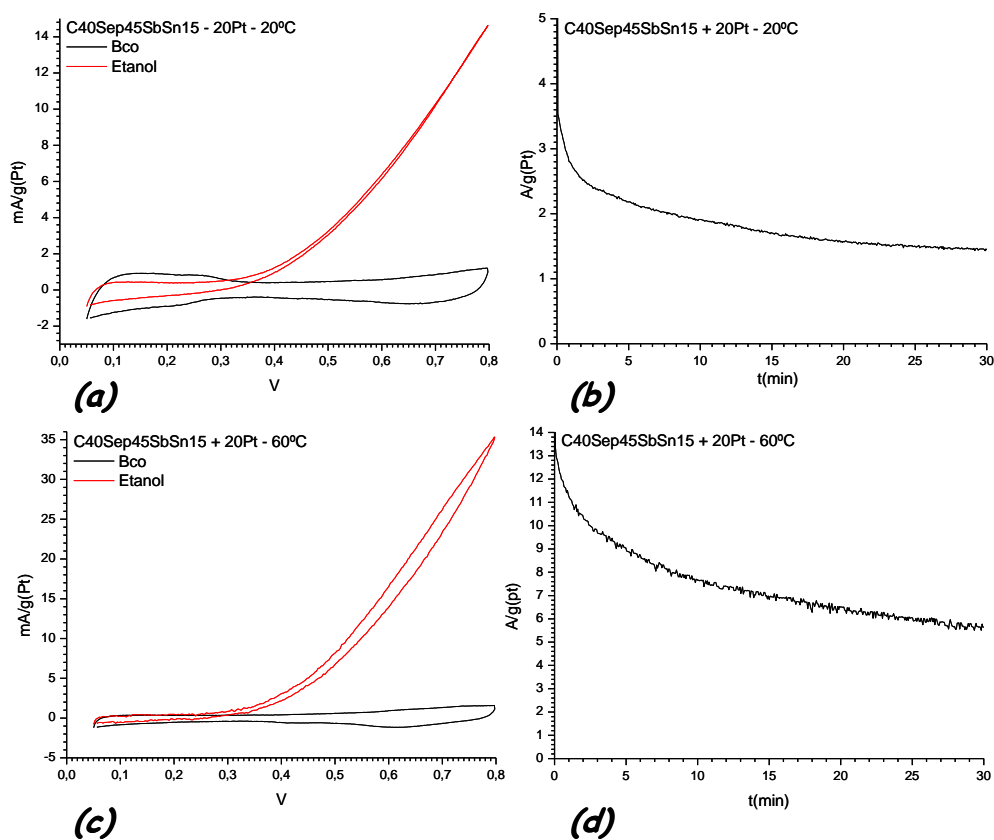 C40Sep45SbSn15 - 20Pt - 20ºC
Bco
Etanol
mA/g(Pt)
14
12
10
8
6
4
2
0
-2
0,0 0,1 0,2 0,3 0,4 0,5 0,6 0,7 0,8
V
(a)
C40Sep45SbSn15 + 20Pt - 20ºC
A/g(Pt)
5
4
3
2
1
0
0 5 10 15 20 25 30
t(min)
(b)
C40Sep45SbSn15 + 20Pt - 60ºC
Bco
Etanol
mA/g(Pt)
35
30
25
20
15
10
5
0
-5
0,0 0,1 0,2 0,3 0,4 0,5 0,6 0,7 0,8
V
(c)
C40Sep45SbSn15 + 20Pt - 60ºC
A/g(pt)
14
13
12
11
10
9
8
7
6
5
4
3
2
1
0
0 5 10 15 20 25 30
t(min)
(d)